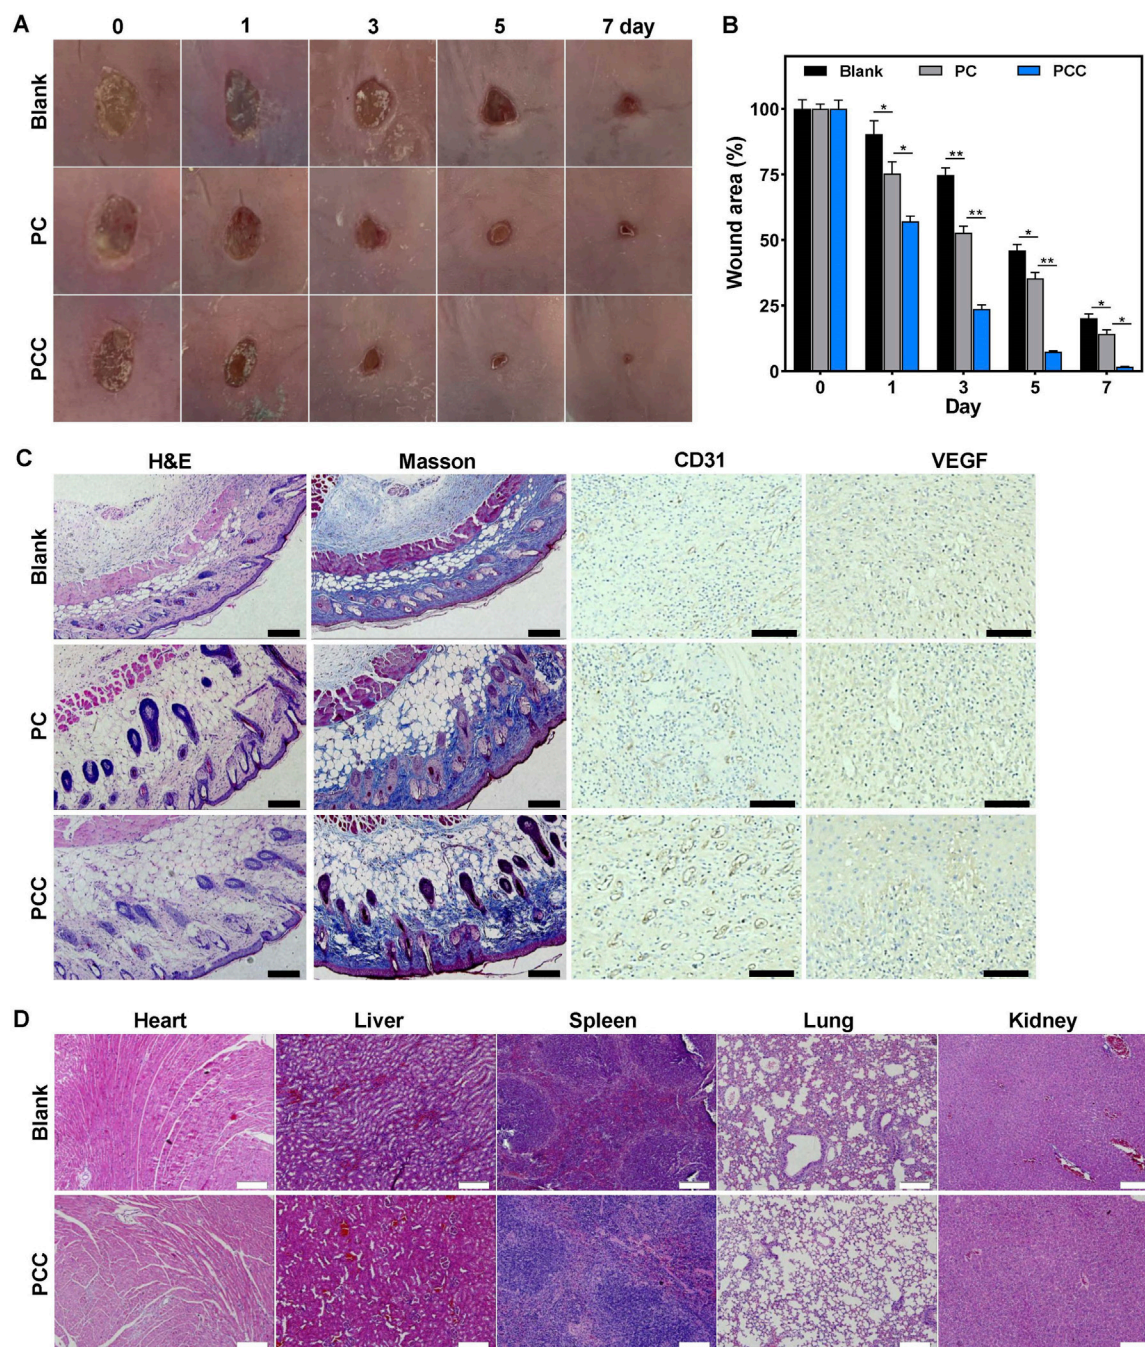 A
0 1 3 5 7 day
Blank
PC
PCC
B
Blank PC PCC
Wound area (%)
100
75
50
25
0
* * ** ** * ** * *
0 1 3 5 7
Day
C
H&E Masson CD31 VEGF
Blank
PC
PCC
D
Heart Liver Spleen Lung Kidney
Blank
PCC